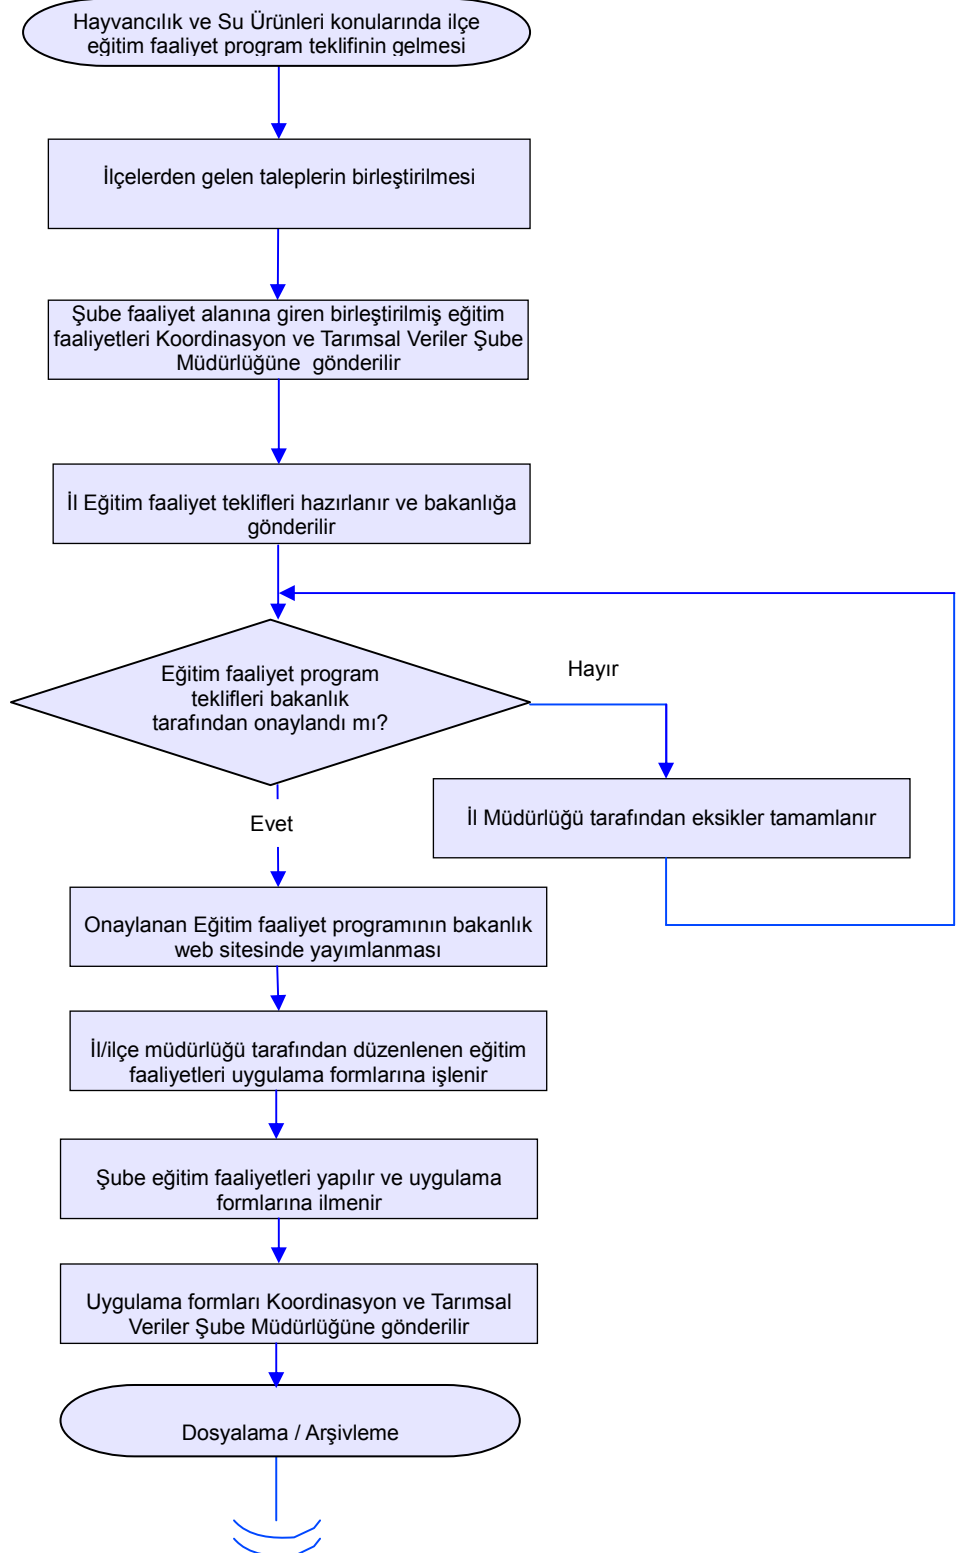 Hayvancılık ve Su Ürünleri konularında ilçe
eğitim faaliyet program teklifinin gelmesi
İlçelerden gelen taleplerin birleştirilmesi
Şube faaliyet alanına giren birleştirilmiş eğitim
faaliyetleri Koordinasyon ve Tarımsal Veriler Şube
Müdürlüğüne gönderilir
İl Eğitim faaliyet teklifleri hazırlanır ve bakanlığa
gönderilir
Eğitim faaliyet program
teklifleri bakanlık
tarafından onaylandı mı?
Hayır
İl Müdürlüğü tarafından eksikler tamamlanır
Evet
Onaylanan Eğitim faaliyet programının bakanlık
web sitesinde yayımlanması
İl/ilçe müdürlüğü tarafından düzenlenen eğitim
faaliyetleri uygulama formlarına işlenir
Şube eğitim faaliyetleri yapılır ve uygulama
formlarına ilmenir
Uygulama formları Koordinasyon ve Tarımsal
Veriler Şube Müdürlüğüne gönderilir
Dosyalama / Arşivleme